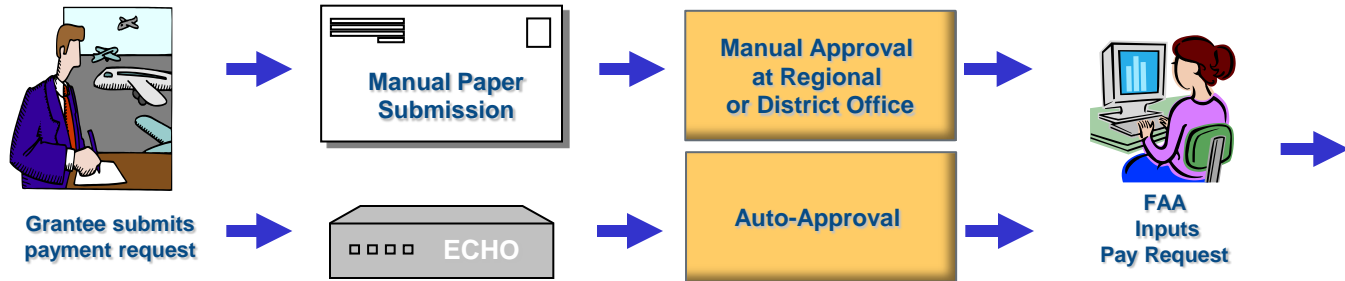 Manual Paper
Submission
Manual Approval
at Regional
or District Office
Grantee submits
payment request
ECHO
Auto-Approval
FAA
Inputs
Pay Request